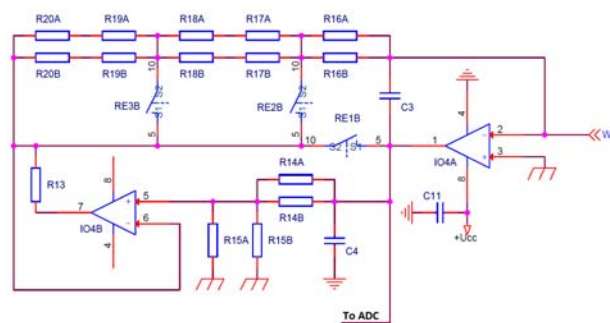 R20A R19A R18A R17A R16A
R20B R19B R18B R17B R16B
10 10
S2 S2
RE3B RE2B
S1 S1
5 5
RE1B
10 S2 S1 5
C3
4
1 2
- W
+ 3
IO4A
8
C11
+Ucc
R13
8
7 + 5
- 6
IO4B
4
R14A
R14B
R15A R15B
C4
To ADC